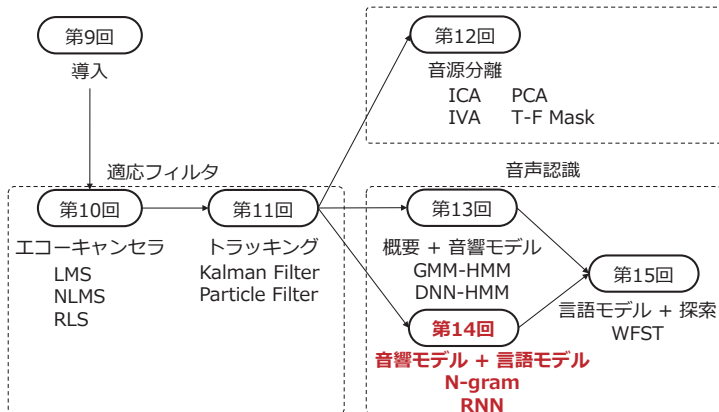 第9回
導入
第12回
音源分離
ICA PCA
IVA T-F Mask
適応フィルタ
第10回
エコーキャンセラ
LMS
NLMS
RLS
第11回
トラッキング
Kalman Filter
Particle Filter
音声認識
第13回
概要 + 音響モデル
GMM-HMM
DNN-HMM
第14回
音響モデル + 言語モデル
N-gram
RNN
第15回
言語モデル + 探索
WFST